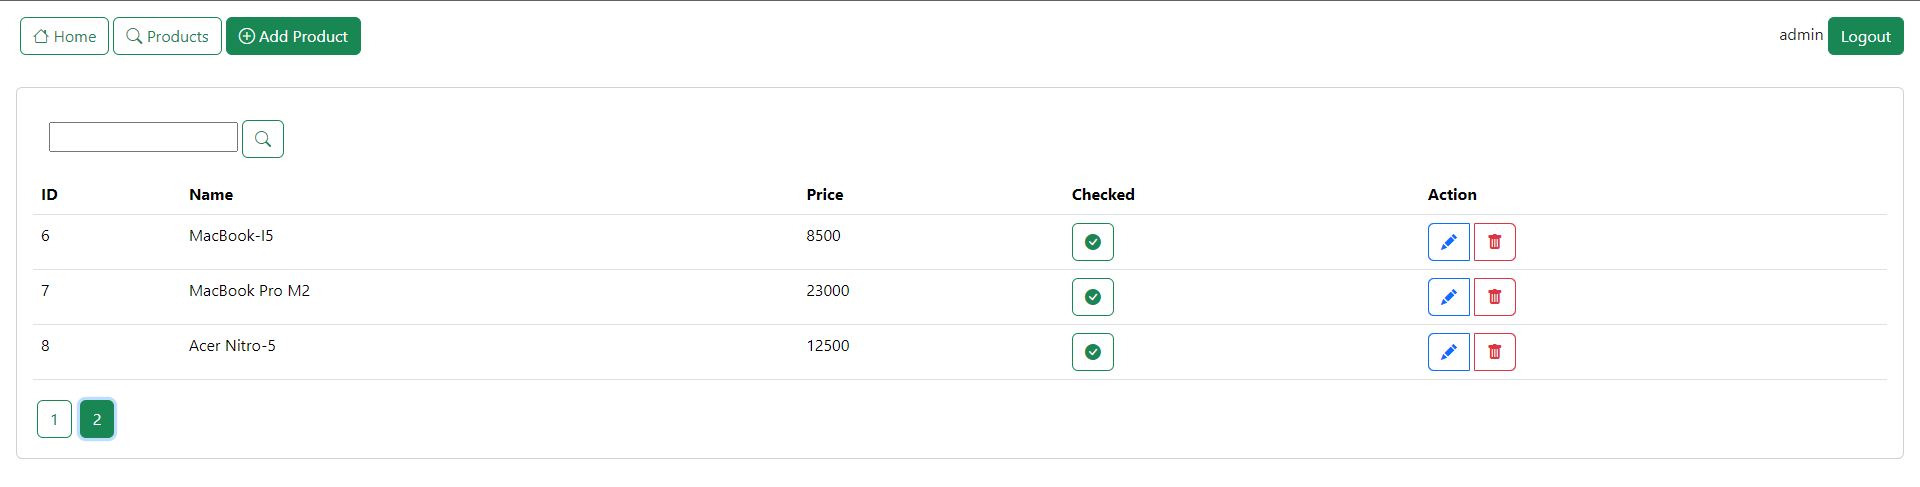 Home Products Add Product admin Logout
ID Name Price Checked Action
6 MacBook-I5 8500
7 MacBook Pro M2 23000
8 Acer Nitro-5 12500
1 2